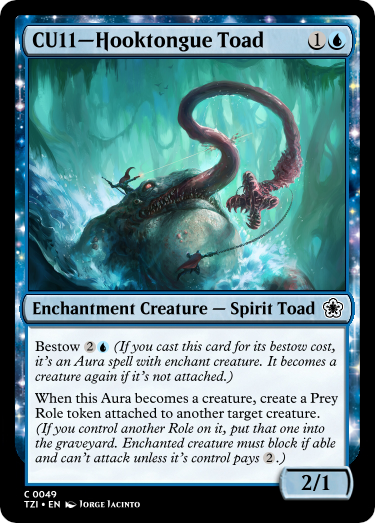 CU11—Hooktongue Toad 1
Enchantment Creature — Spirit Toad
Bestow 2 (If you cast this card for its bestow cost,
it's an Aura spell with enchant creature. It becomes a
creature again if it's not attached.)
When this Aura becomes a creature, create a Prey
Role token attached to another target creature.
(If you control another Role on it, put that one into
the graveyard. Enchanted creature must block if able
and can't attack unless it's control pays 2.)
2/1
C 0049
TZI • EN Jorge Jacinto